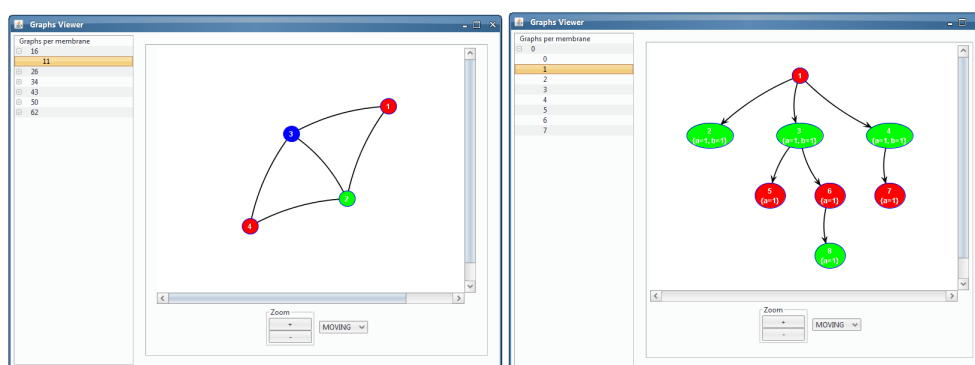 Graphs Viewer
Graphs per membrane
16
11
26
34
43
50
62
1
3
2
4
Zoom
+
-
MOVING
Graphs Viewer
Graphs per membrane
0
0
1
2
3
4
5
6
7
1
2 3 4
{a=1, b=1} {a=1, b=1} {a=1, b=1}
5 6 7
{a=1} {a=1} {a=1}
8
{a=1}
Zoom
+
-
MOVING